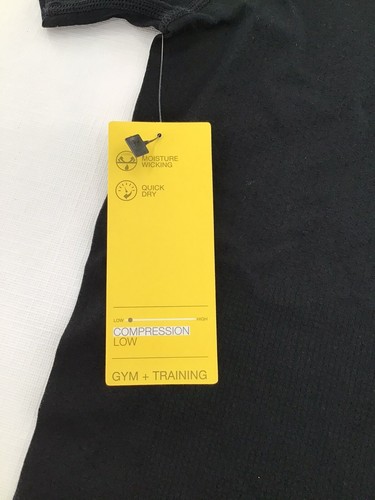 MOISTURE
WICKING
QUICK
DRY
LOW HIGH
COMPRESSION
LOW
GYM + TRAINING